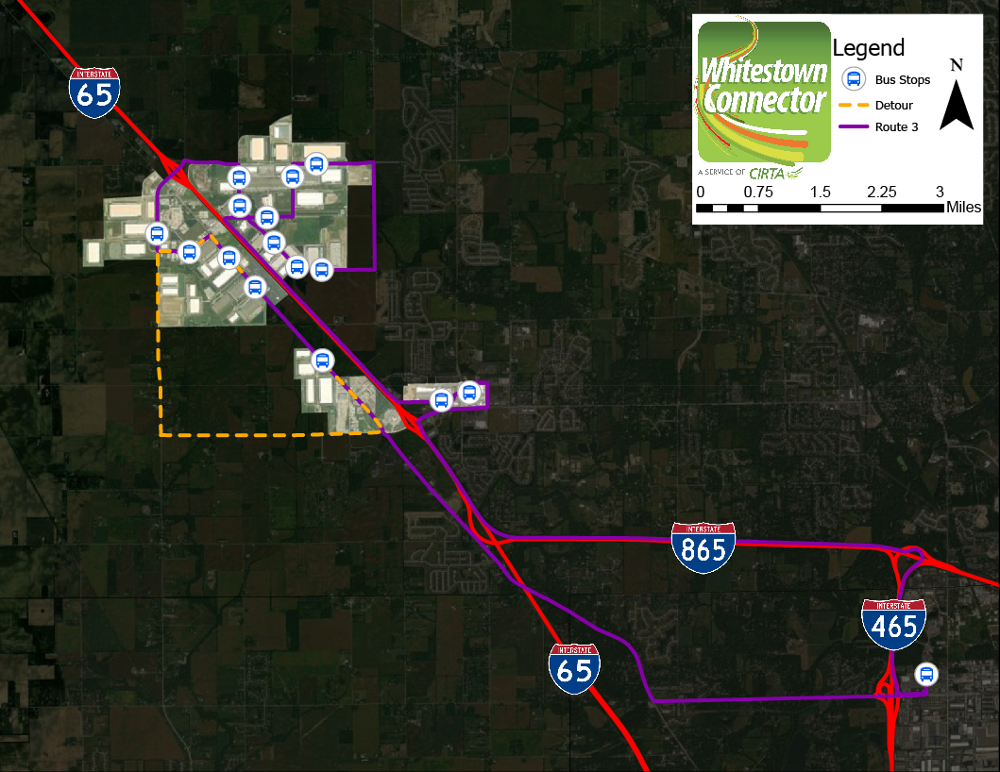 INTERSTATE
65
Whitestown
Connector
A SERVICE OF CIRTA
Legend
Bus Stops
Detour
Route 3
N
0 0.75 1.5 2.25 3
Miles
INTERSTATE
865
INTERSTATE
465
INTERSTATE
65